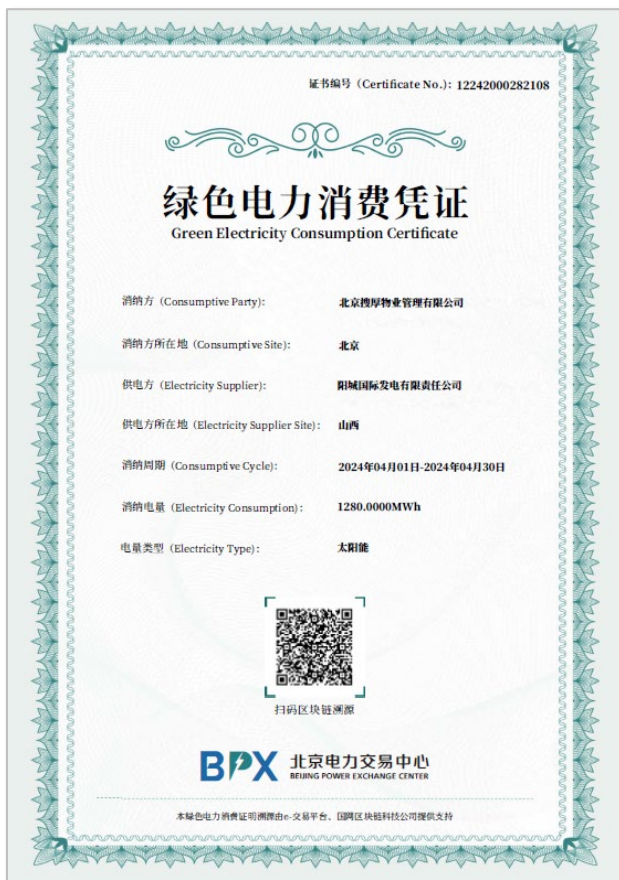 证书编号（Certificate No.）：12242000282108
绿色电力消费凭证
Green Electricity Consumption Certificate
消纳方（Consumptive Party）： 北京搜厚物业管理有限公司
消纳方所在地（Consumptive Site）： 北京
供电方（Electricity Supplier）： 阳城国际发电有限责任公司
供电方所在地（Electricity Supplier Site）： 山西
消纳周期（Consumptive Cycle）： 2024年04月01日-2024年04月30日
消纳电量（Electricity Consumption）： 1280.0000MWh
电量类型（Electricity Type）： 太阳能
扫码区块链溯源
BPX 北京电力交易中心
BEIJING POWER EXCHANGE CENTER
本绿色电力消费证明溯源由e-交易平台、国网区块链科技公司提供支持